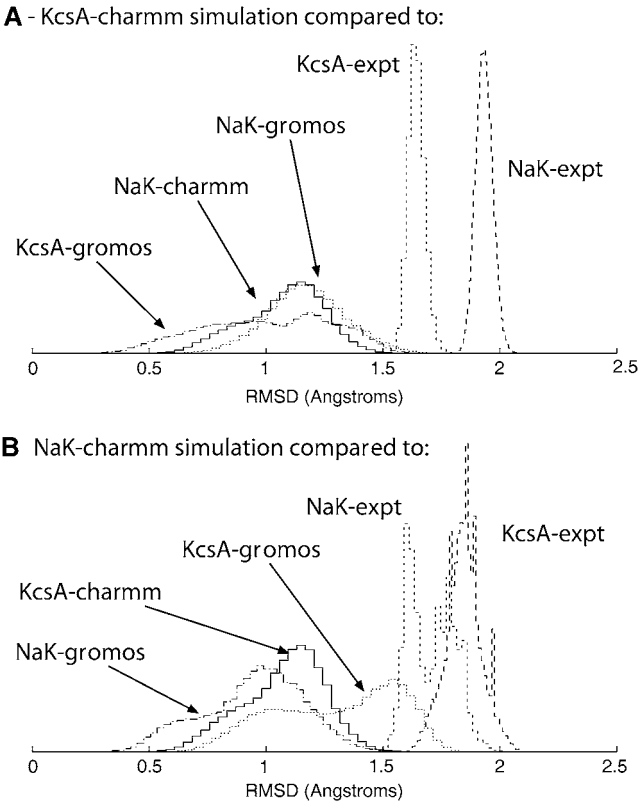 A - KcsA-charmm simulation compared to:
KcsA-expt
NaK-gromos
NaK-expt
NaK-charmm
KcsA-gromos
0 0.5 1 1.5 2 2.5
RMSD (Angstroms)
B NaK-charmm simulation compared to:
NaK-expt
KcsA-expt
KcsA-gromos
KcsA-charmm
NaK-gromos
0 0.5 1 1.5 2 2.5
RMSD (Angstroms)